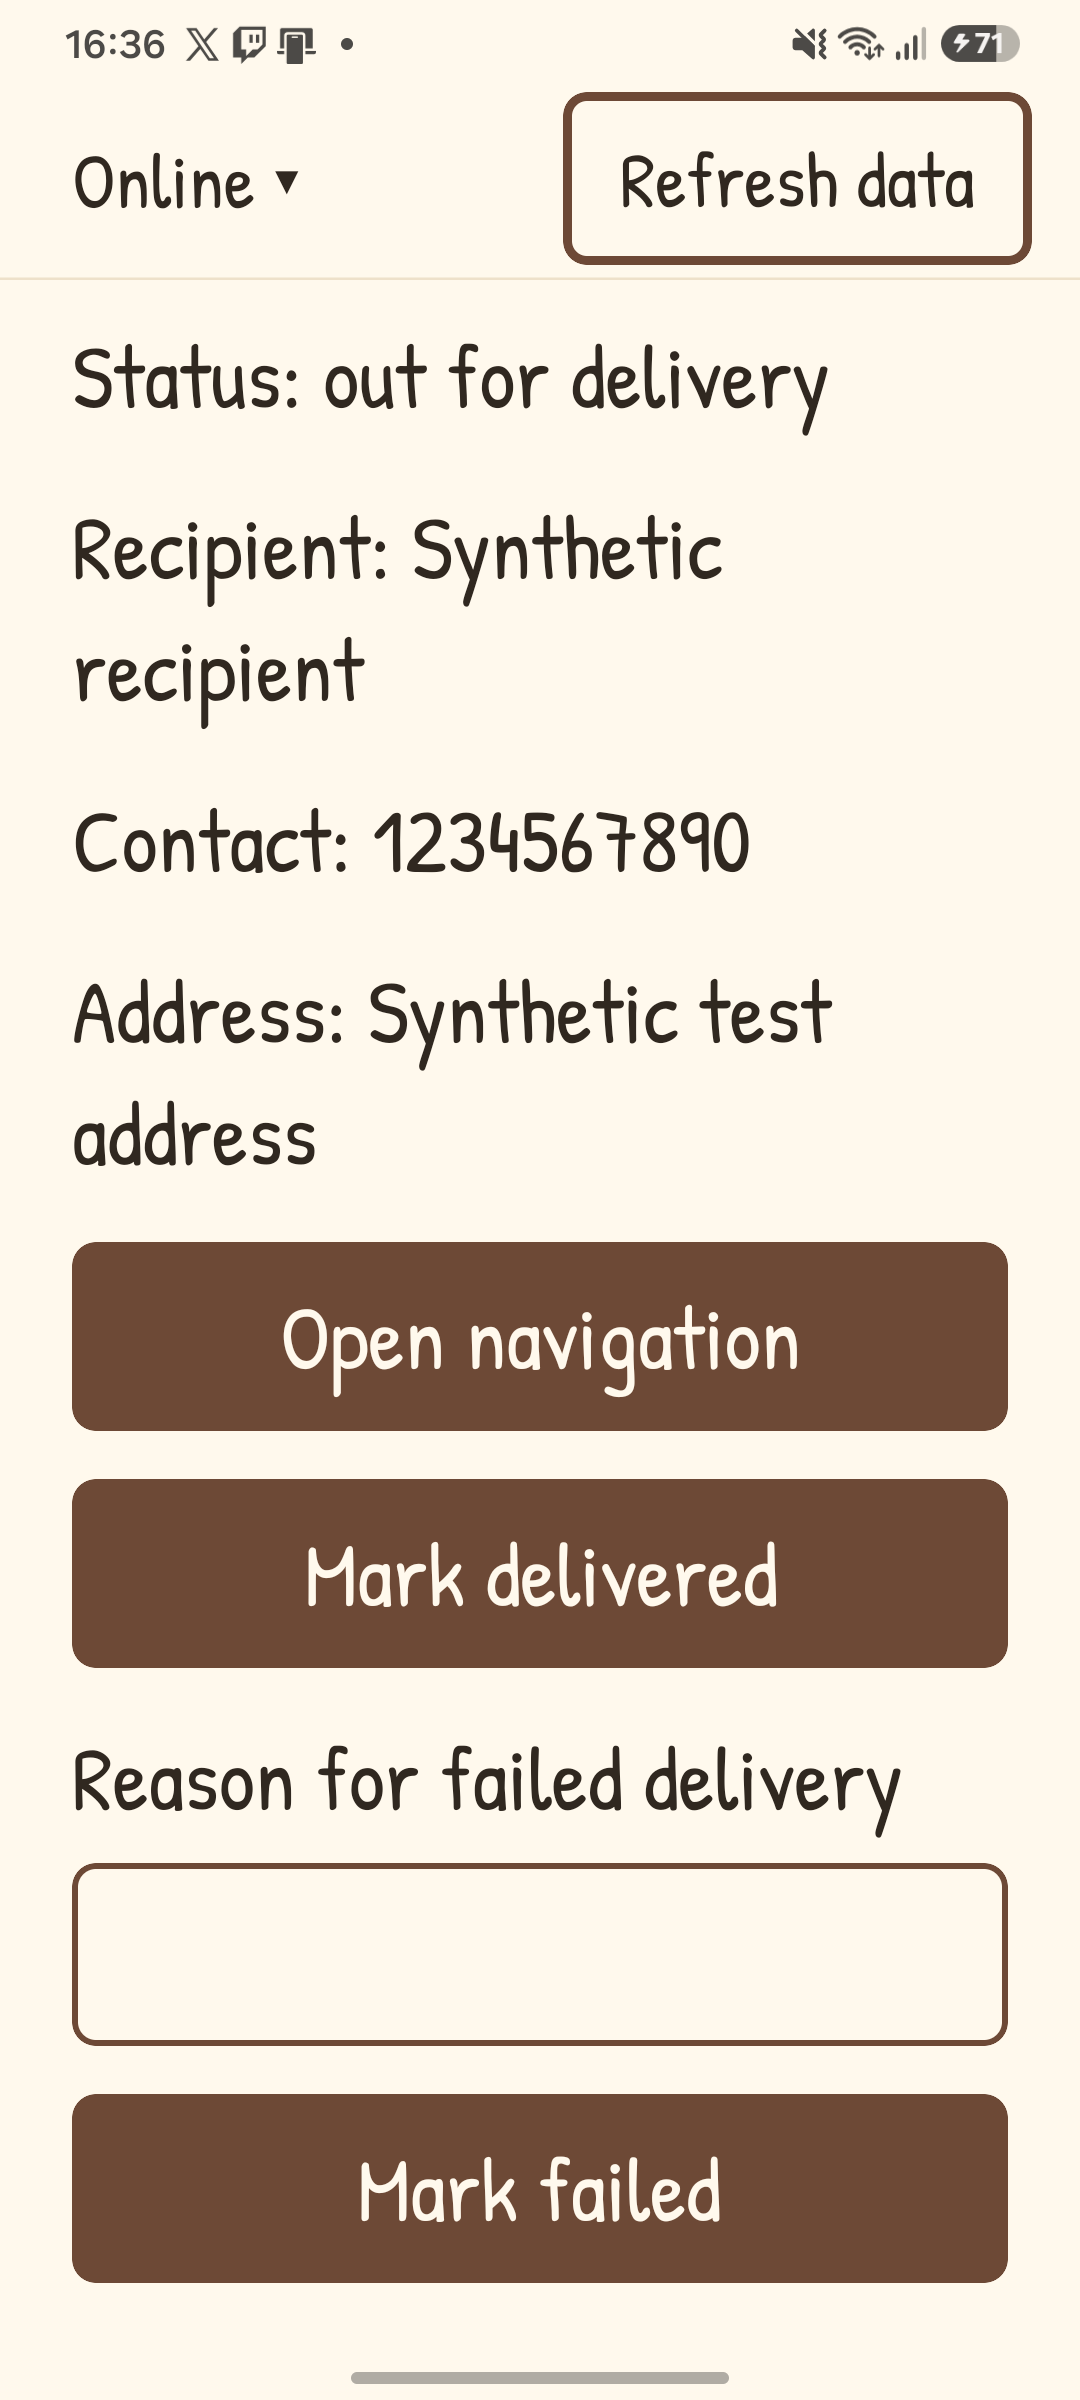 16:36
71
Online ▼
Refresh data
Status: out for delivery
Recipient: Synthetic
recipient
Contact: 1234567890
Address: Synthetic test
address
Open navigation
Mark delivered
Reason for failed delivery
Mark failed